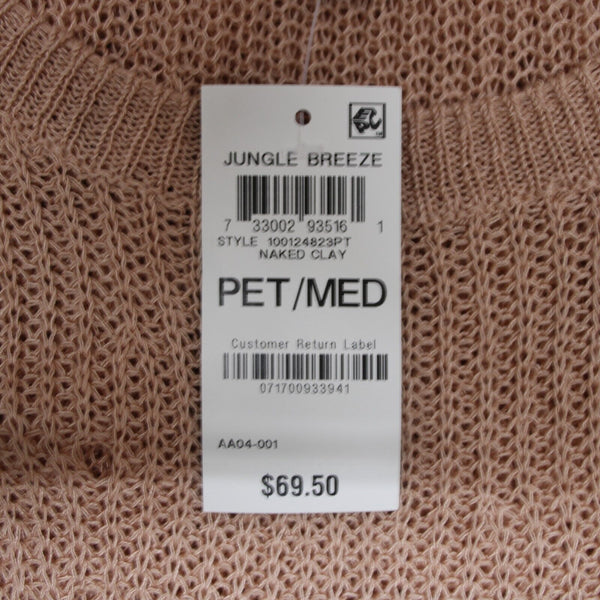 JUNGLE BREEZE
7 33002 93516 1
STYLE 100124823PT
NAKED CLAY
PET/MED
Customer Return Label
071700933941
AA04-001
$69.50